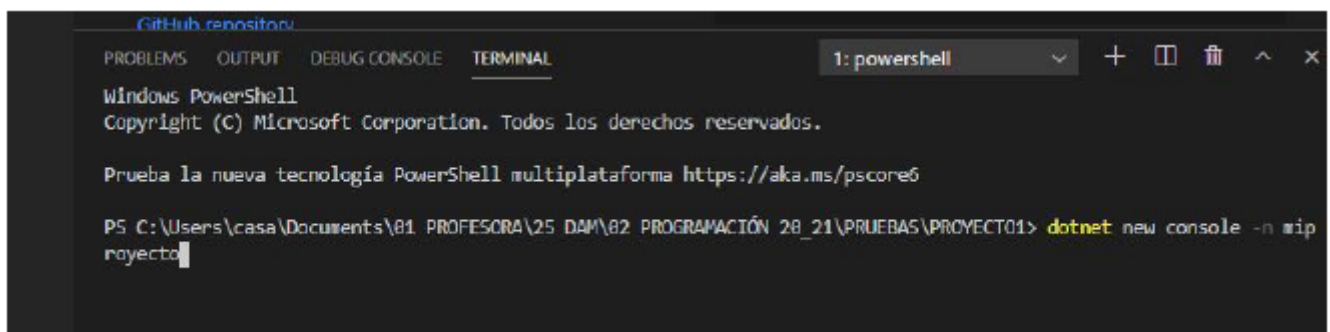 GitHub repository
PROBLEMS OUTPUT DEBUG CONSOLE TERMINAL 1: powershell
Windows PowerShell
Copyright (C) Microsoft Corporation. Todos los derechos reservados.
Prueba la nueva tecnología PowerShell multiplataforma https://aka.ms/pscore6
PS C:\Users\casa\Documents\01 PROFESORA\25 DAM\02 PROGRAMACIÓN 20_21\PRUEBAS\PROYECTO1> dotnet new console -n mip
royecto